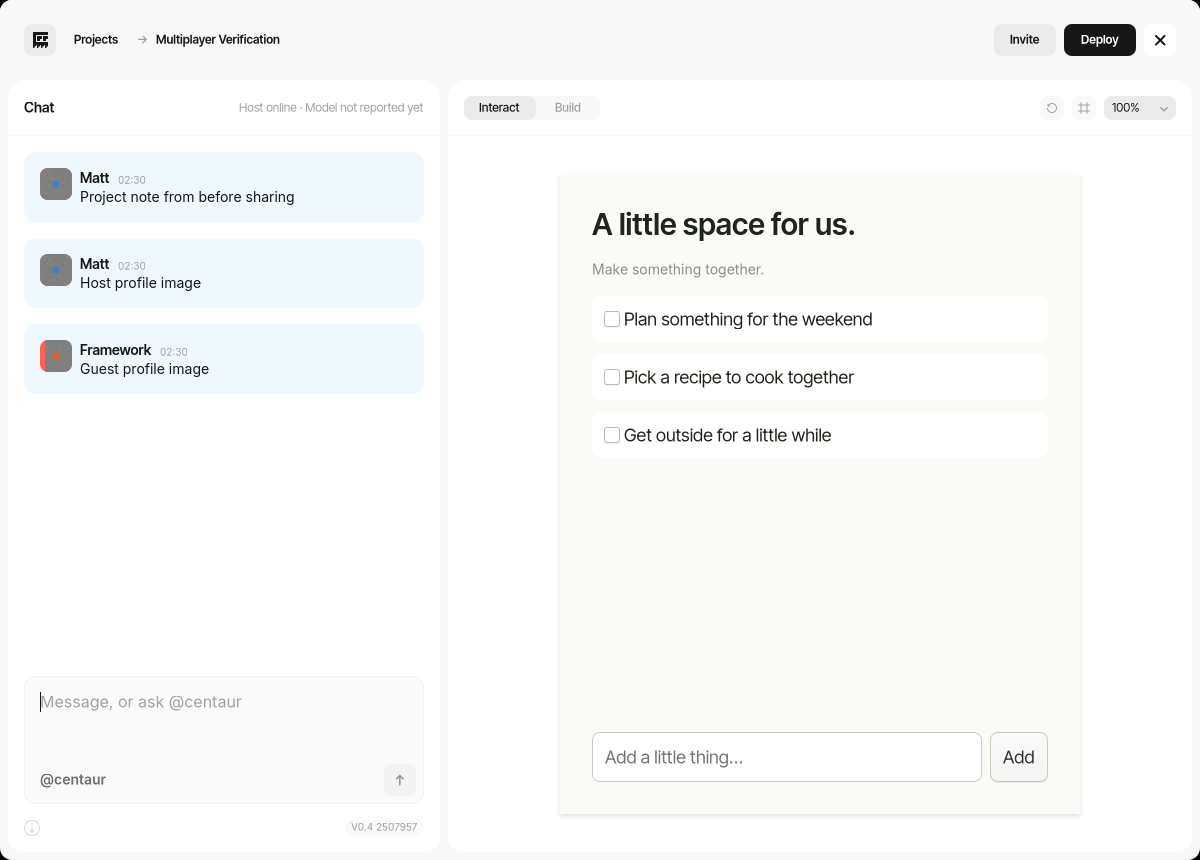 Projects → Multiplayer Verification
Invite
Deploy
Chat
Host online · Model not reported yet
Matt 02:30
Project note from before sharing
Matt 02:30
Host profile image
Framework 02:30
Guest profile image
Message, or ask @centaur
@centaur
V0.4 2507957
Interact
Build
100%
A little space for us.
Make something together.
Plan something for the weekend
Pick a recipe to cook together
Get outside for a little while
Add a little thing...
Add